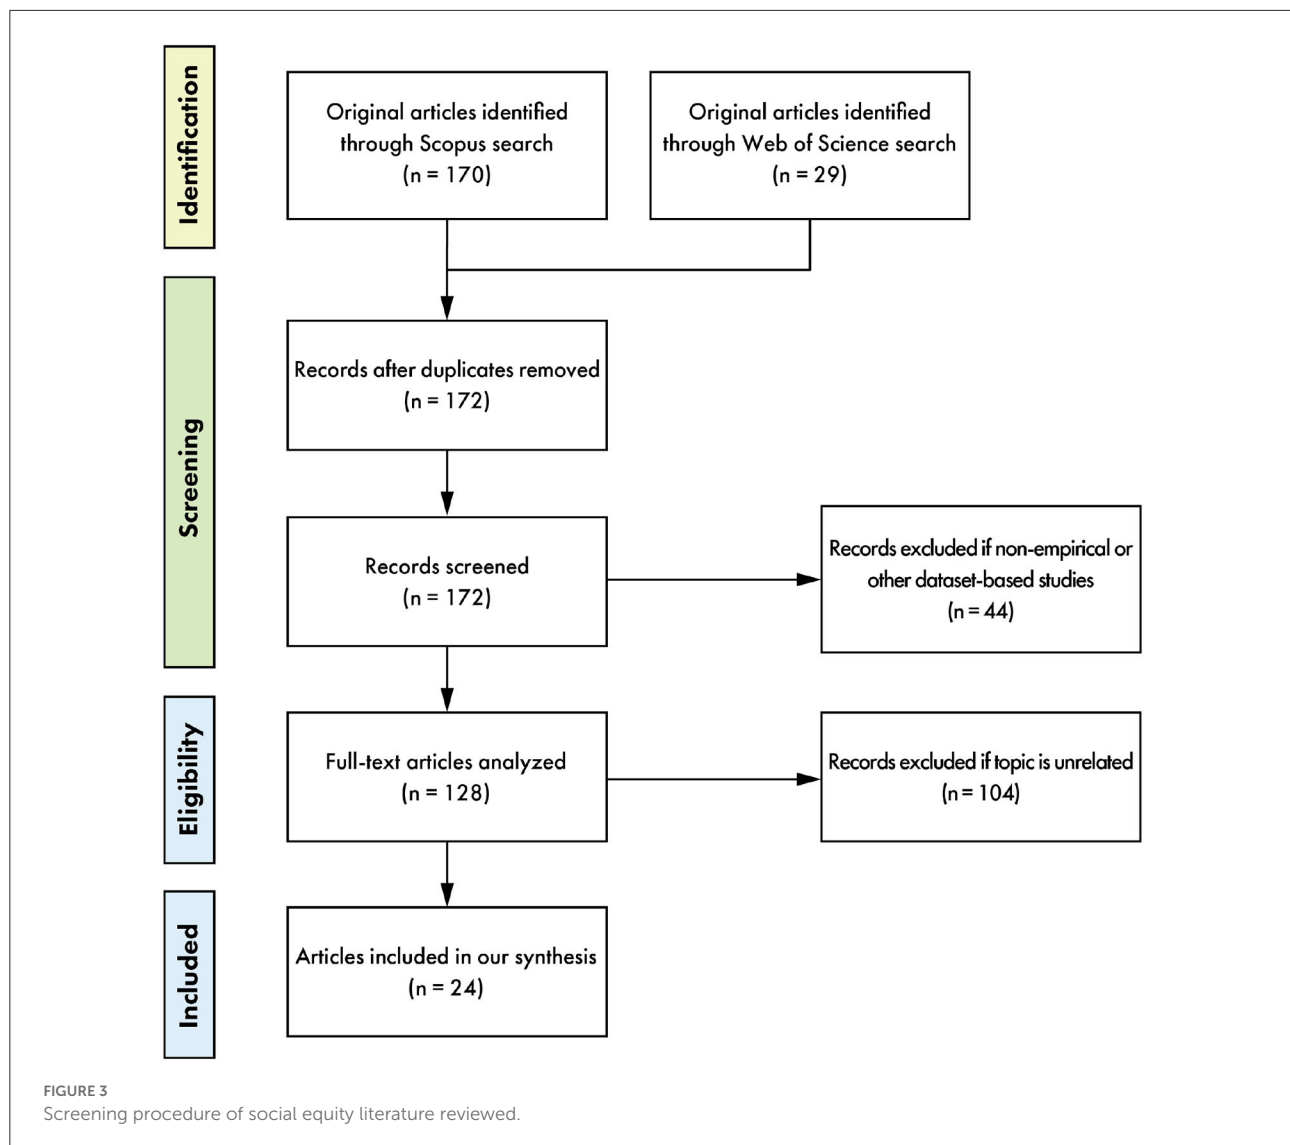 Identification
Original articles identified
through Scopus search
(n = 170)
Original articles identified
through Web of Science search
(n = 29)
Screening
Records after duplicates removed
(n = 172)
Records screened
(n = 172)
Records excluded if non-empirical or
other dataset-based studies
(n = 44)
Eligibility
Full-text articles analyzed
(n = 128)
Records excluded if topic is unrelated
(n = 104)
Included
Articles included in our synthesis
(n = 24)
FIGURE 3
Screening procedure of social equity literature reviewed.